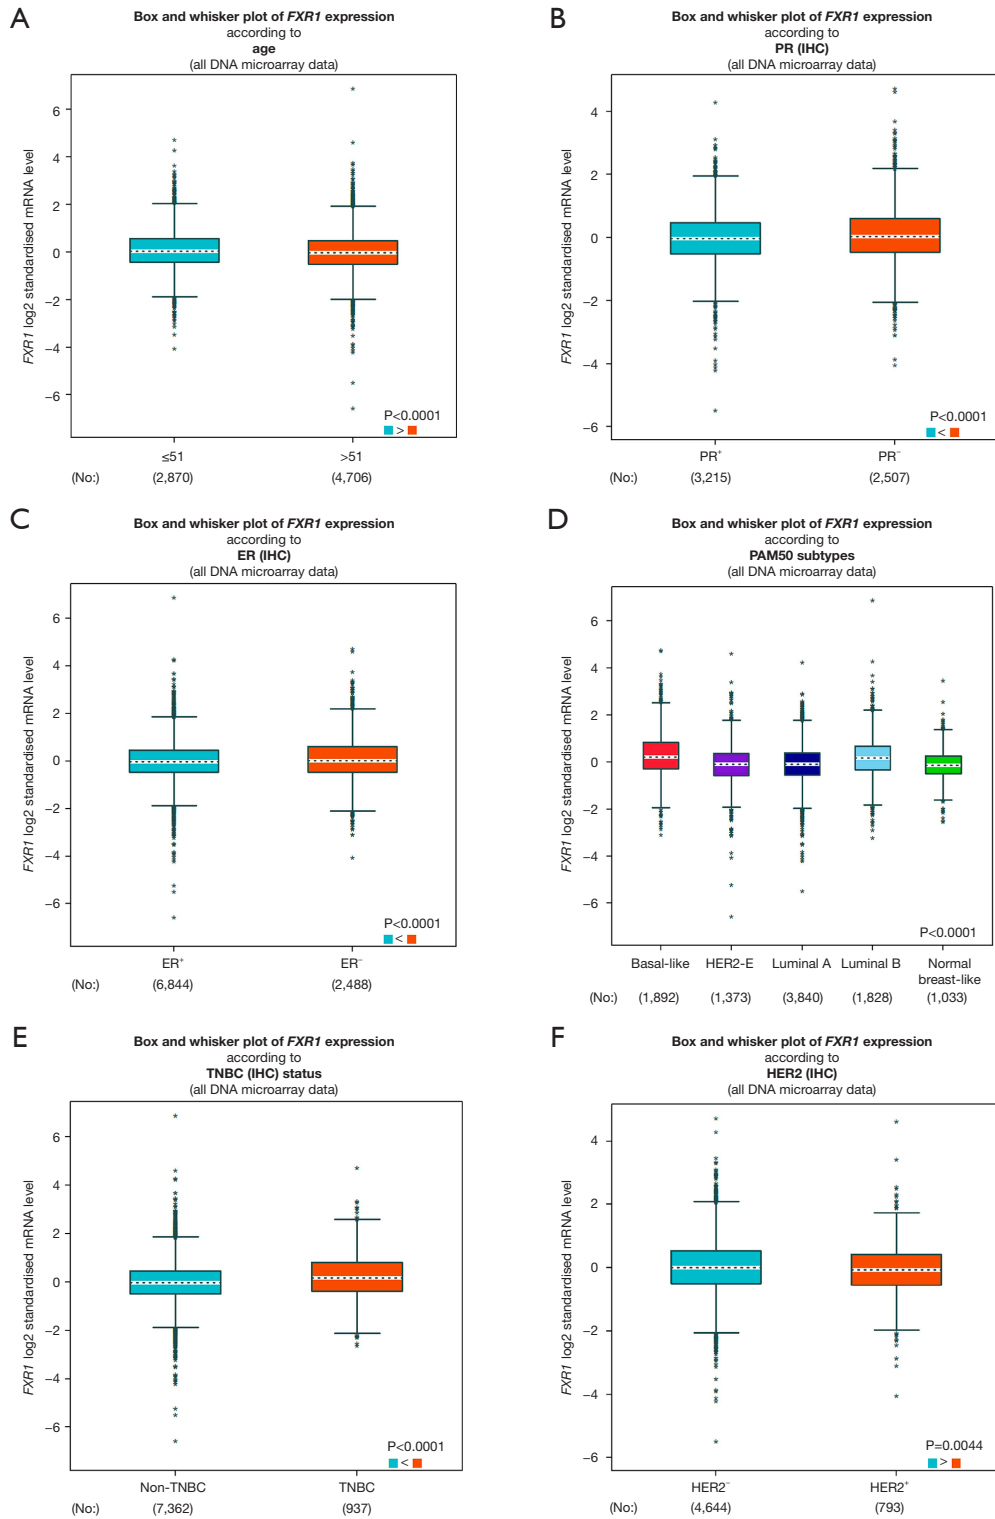 A
Box and whisker plot of FXR1 expression
according to
age
(all DNA microarray data)
FXR1 log2 standardised mRNA level
6
4
2
0
−2
−4
−6
P<0.0001
>
≤51
>51
(No:)
(2,870)
(4,706)
B
Box and whisker plot of FXR1 expression
according to
PR (IHC)
(all DNA microarray data)
FXR1 log2 standardised mRNA level
4
2
0
−2
−4
−6
P<0.0001
<
PR⁺
PR⁻
(No:)
(3,215)
(2,507)
C
Box and whisker plot of FXR1 expression
according to
ER (IHC)
(all DNA microarray data)
FXR1 log2 standardised mRNA level
6
4
2
0
−2
−4
−6
P<0.0001
<
ER⁺
ER⁻
(No:)
(6,844)
(2,488)
D
Box and whisker plot of FXR1 expression
according to
PAM50 subtypes
(all DNA microarray data)
FXR1 log2 standardised mRNA level
6
4
2
0
−2
−4
−6
P<0.0001
Basal-like
HER2-E
Luminal A
Luminal B
Normal
breast-like
(No:)
(1,892)
(1,373)
(3,840)
(1,828)
(1,033)
E
Box and whisker plot of FXR1 expression
according to
TNBC (IHC) status
(all DNA microarray data)
FXR1 log2 standardised mRNA level
6
4
2
0
−2
−4
−6
P<0.0001
<
Non-TNBC
TNBC
(No:)
(7,362)
(937)
F
Box and whisker plot of FXR1 expression
according to
HER2 (IHC)
(all DNA microarray data)
FXR1 log2 standardised mRNA level
4
2
0
−2
−4
−6
P=0.0044
>
HER2⁻
HER2⁺
(No:)
(4,644)
(793)